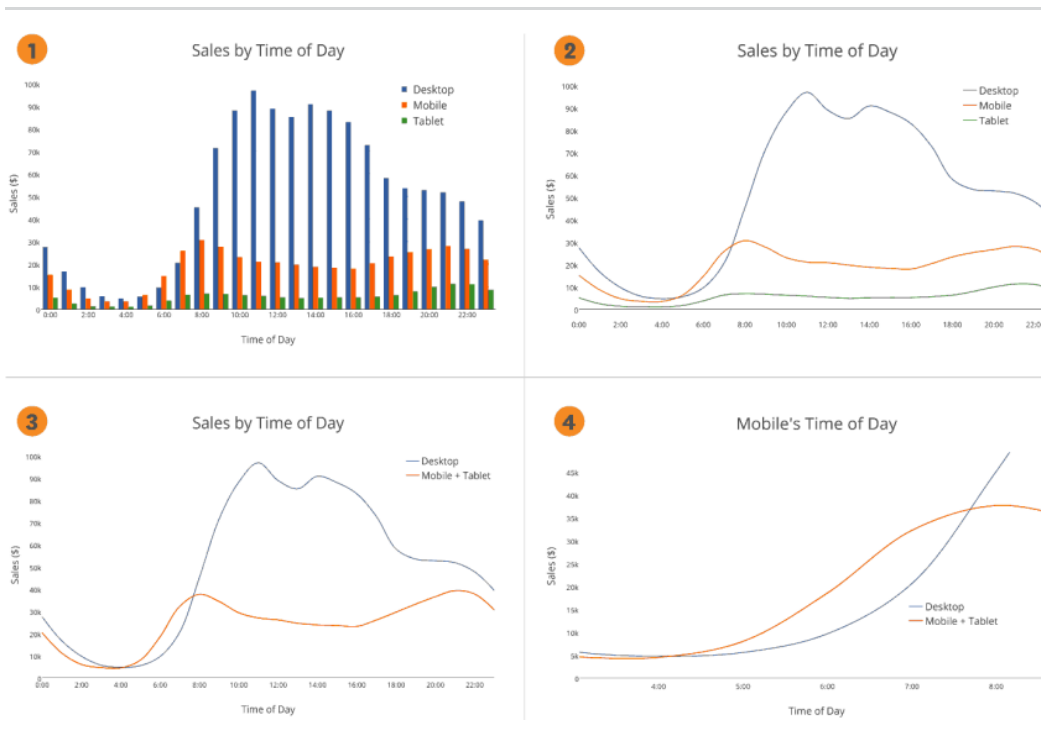 1
Sales by Time of Day
Desktop
Mobile
Tablet
100k
90k
80k
70k
60k
50k
40k
30k
20k
10k
0
Sales ($)
0:00 2:00 4:00 6:00 8:00 10:00 12:00 14:00 16:00 18:00 20:00 22:00
Time of Day
2
Sales by Time of Day
Desktop
Mobile
Tablet
100k
90k
80k
70k
60k
50k
40k
30k
20k
10k
0
Sales ($)
0:00 2:00 4:00 6:00 8:00 10:00 12:00 14:00 16:00 18:00 20:00 22:0
3
Sales by Time of Day
Desktop
Mobile + Tablet
100k
90k
80k
70k
60k
50k
40k
30k
20k
10k
0
Sales ($)
0:00 2:00 4:00 6:00 8:00 10:00 12:00 14:00 16:00 18:00 20:00 22:00
Time of Day
4
Mobile's Time of Day
45k
40k
35k
30k
25k
20k
15k
10k
5k
0
Sales ($)
Desktop
Mobile + Tablet
4:00 5:00 6:00 7:00 8:00
Time of Day